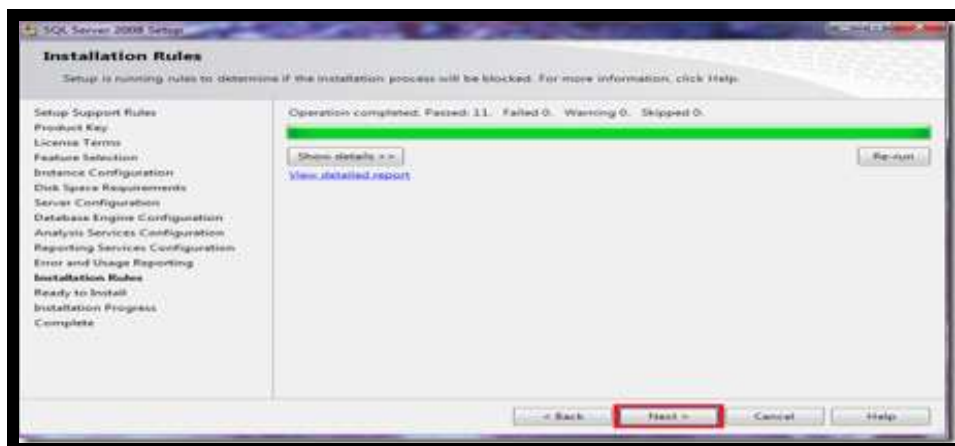 SQL Server 2008 Setup
Installation Rules
Setup is running rules to determine if the installation process will be blocked. For more information, click Help.
Setup Support Rules
Product Key
License Terms
Feature Selection
Instance Configuration
Disk Space Requirements
Server Configuration
Database Engine Configuration
Analysis Services Configuration
Reporting Services Configuration
Error and Usage Reporting
Installation Rules
Ready to Install
Installation Progress
Complete
Operation completed. Passed: 11. Failed 0. Warning 0. Skipped 0.
Show details >>
Re-run
View detailed report
< Back
Next >
Cancel
Help